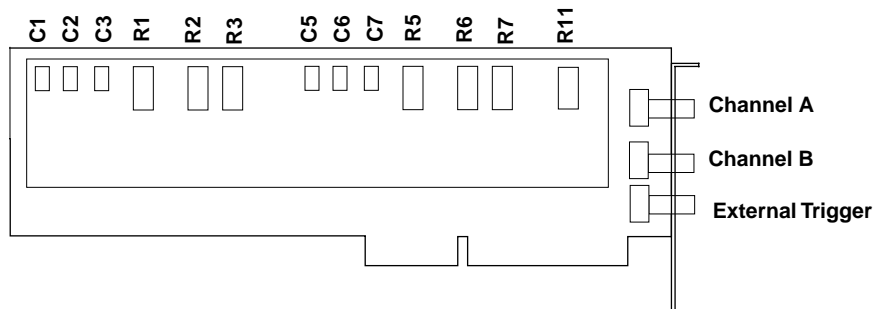 C1 C2 C3 R1 R2 R3 C5 C6 C7 R5 R6 R7 R11
Channel A
Channel B
External Trigger